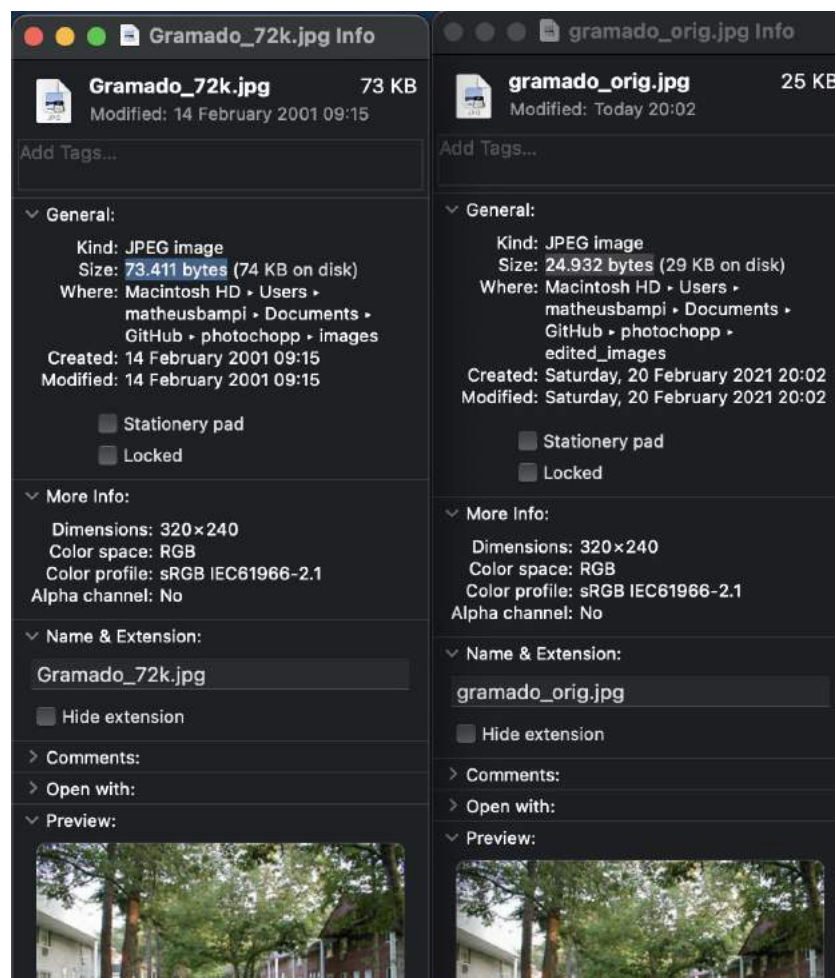 Gramado_72k.jpg Info
Gramado_72k.jpg 73 KB
Modified: 14 February 2001 09:15
Add Tags...
General:
Kind: JPEG image
Size: 73.411 bytes (74 KB on disk)
Where: Macintosh HD ▸ Users ▸
matheusbampi ▸ Documents ▸
GitHub ▸ photochopp ▸ images
Created: 14 February 2001 09:15
Modified: 14 February 2001 09:15
Stationery pad
Locked
More Info:
Dimensions: 320×240
Color space: RGB
Color profile: sRGB IEC61966-2.1
Alpha channel: No
Name & Extension:
Gramado_72k.jpg
Hide extension
Comments:
Open with:
Preview:
gramado_orig.jpg Info
gramado_orig.jpg 25 KB
Modified: Today 20:02
Add Tags...
General:
Kind: JPEG image
Size: 24.932 bytes (29 KB on disk)
Where: Macintosh HD ▸ Users ▸
matheusbampi ▸ Documents ▸
GitHub ▸ photochopp ▸
edited_images
Created: Saturday, 20 February 2021 20:02
Modified: Saturday, 20 February 2021 20:02
Stationery pad
Locked
More Info:
Dimensions: 320×240
Color space: RGB
Color profile: sRGB IEC61966-2.1
Alpha channel: No
Name & Extension:
gramado_orig.jpg
Hide extension
Comments:
Open with:
Preview: